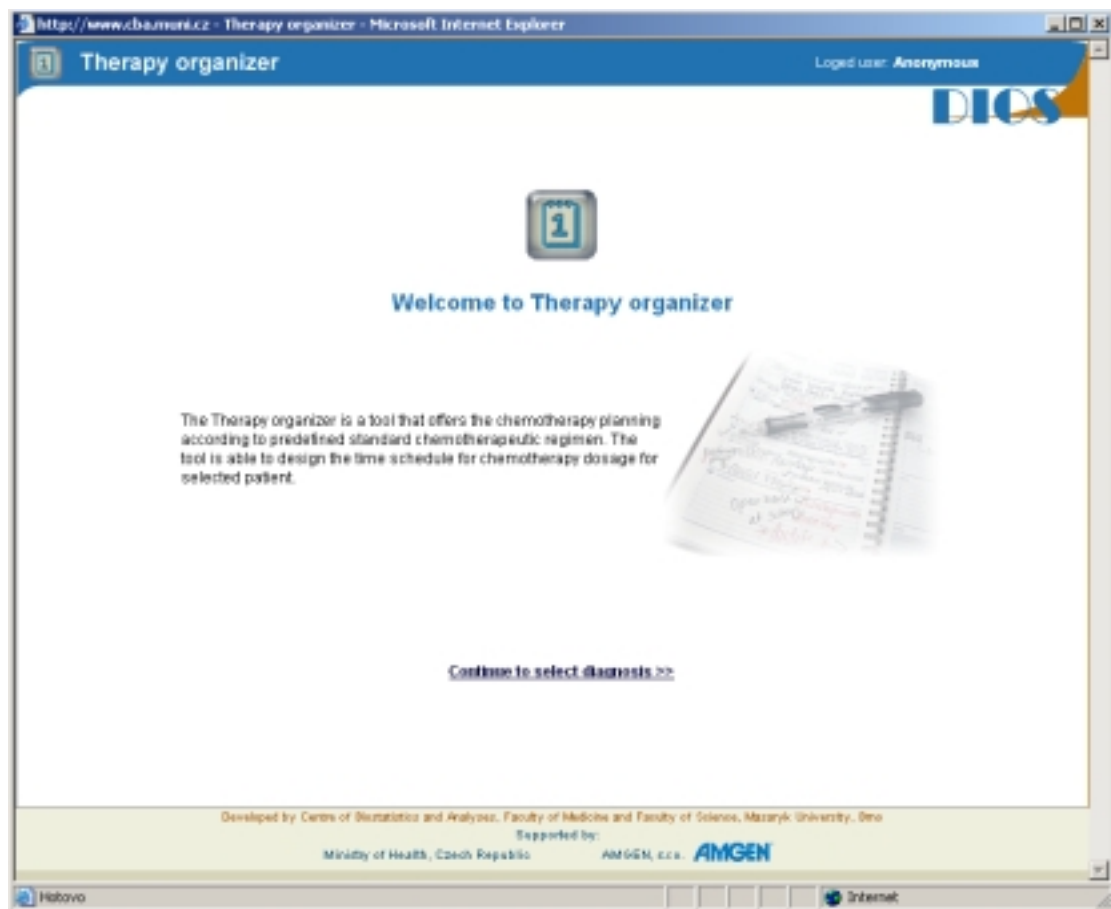 http://www.cba.muni.cz - Therapy organizer - Microsoft Internet Explorer
Therapy organizer
Loged user: Anonymous
DIOS
1
Welcome to Therapy organizer
The Therapy organizer is a tool that offers the chemotherapy planning
according to predefined standard chemotherapeutic regimen. The
tool is able to design the time schedule for chemotherapy dosage for
selected patient.
Continue to select diagnosis >>
Developed by Centre of Biostatistics and Analyses, Faculty of Medicine and Faculty of Science, Masaryk University, Brno
Supported by:
Ministry of Health, Czech Republic AMGEN, s.r.o. AMGEN
Hotovo
Internet